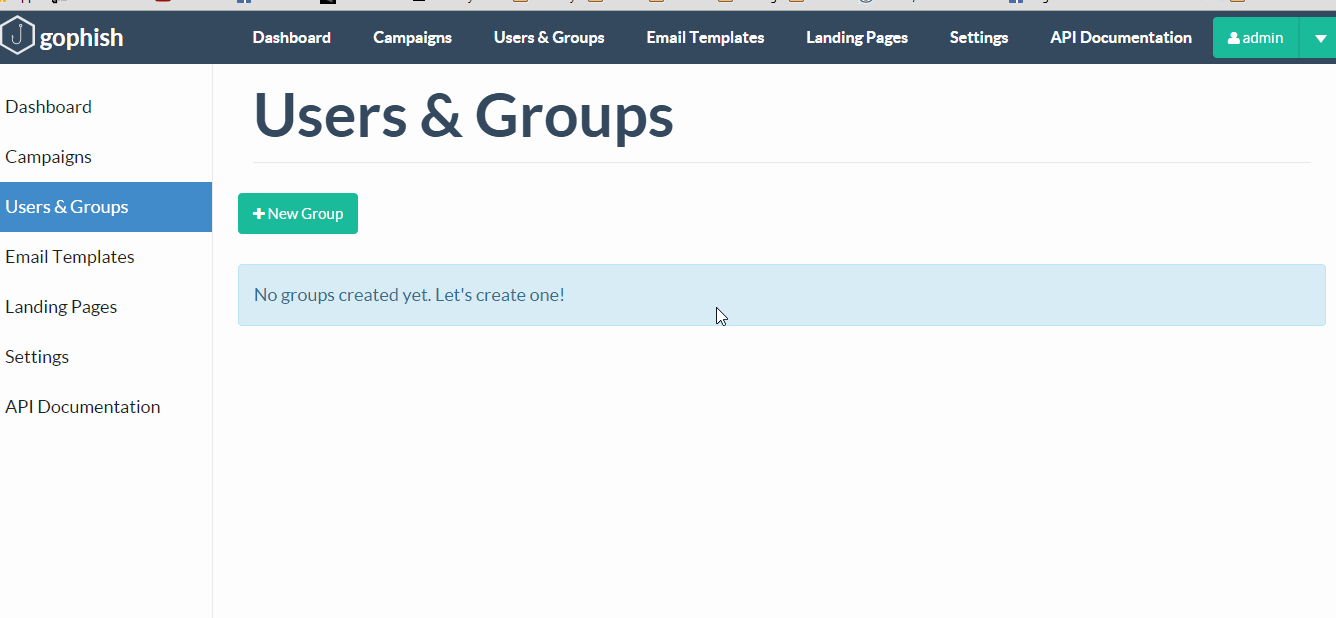 gophish
Dashboard Campaigns Users & Groups Email Templates Landing Pages Settings API Documentation admin
Dashboard
Campaigns
Users & Groups
Email Templates
Landing Pages
Settings
API Documentation
Users & Groups
New Group
No groups created yet. Let's create one!